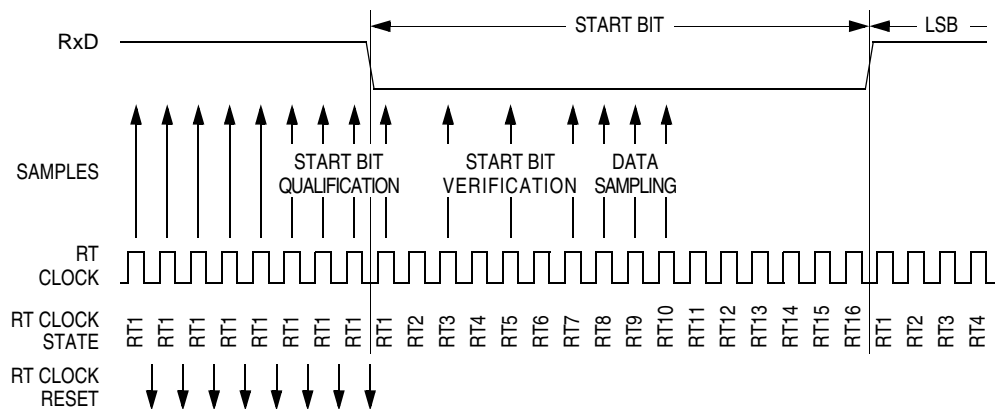 START BIT
LSB
RxD
SAMPLES
START BIT
QUALIFICATION
START BIT
VERIFICATION
DATA
SAMPLING
RT
CLOCK
RT CLOCK
STATE
RT1 RT1 RT1 RT1 RT1 RT1 RT1 RT1 RT1 RT2 RT3 RT4 RT5 RT6 RT7 RT8 RT9 RT10 RT11 RT12 RT13 RT14 RT15 RT16 RT1 RT2 RT3 RT4
RT CLOCK
RESET